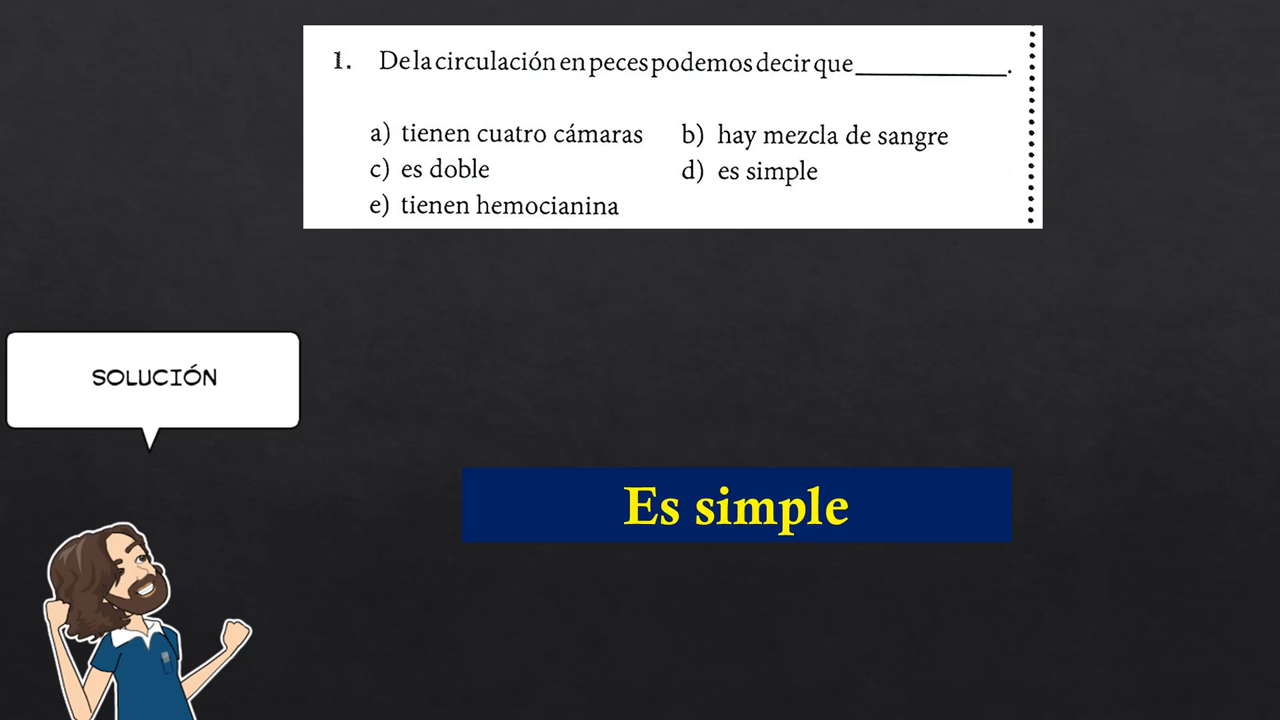 1. De la circulación en peces podemos decir que ____________.
a) tienen cuatro cámaras b) hay mezcla de sangre
c) es doble d) es simple
e) tienen hemocianina
SOLUCIÓN
Es simple